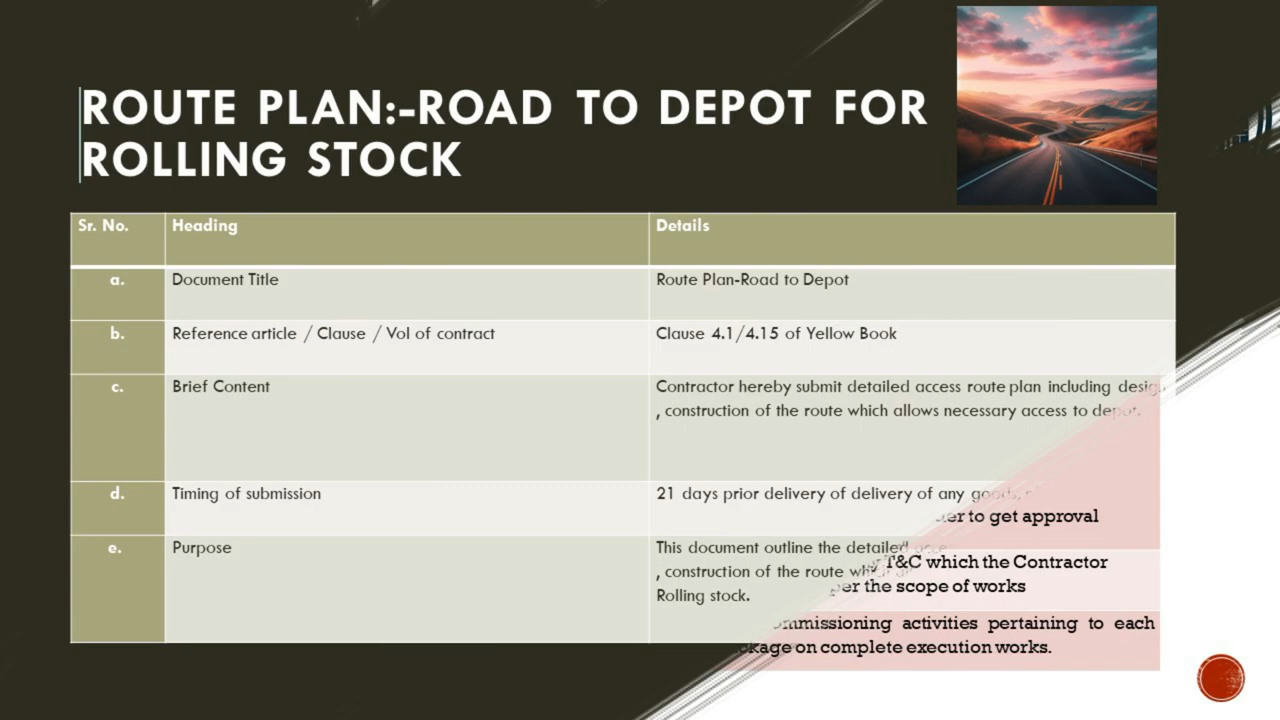 ROUTE PLAN:-ROAD TO DEPOT FOR
ROLLING STOCK
Sr. No. Heading Details
a. Document Title Route Plan-Road to Depot
b. Reference article / Clause / Vol of contract Clause 4.1/4.15 of Yellow Book
c. Brief Content Contractor hereby submit detailed access route plan including design
, construction of the route which allows necessary access to depot.
d. Timing of submission 21 days prior delivery of delivery of any goods,
to get approval
e. Purpose This document outline the detailed
T&C which the Contractor
, construction of the route
the scope of works
Rolling stock.
activities pertaining to each
on complete execution works.